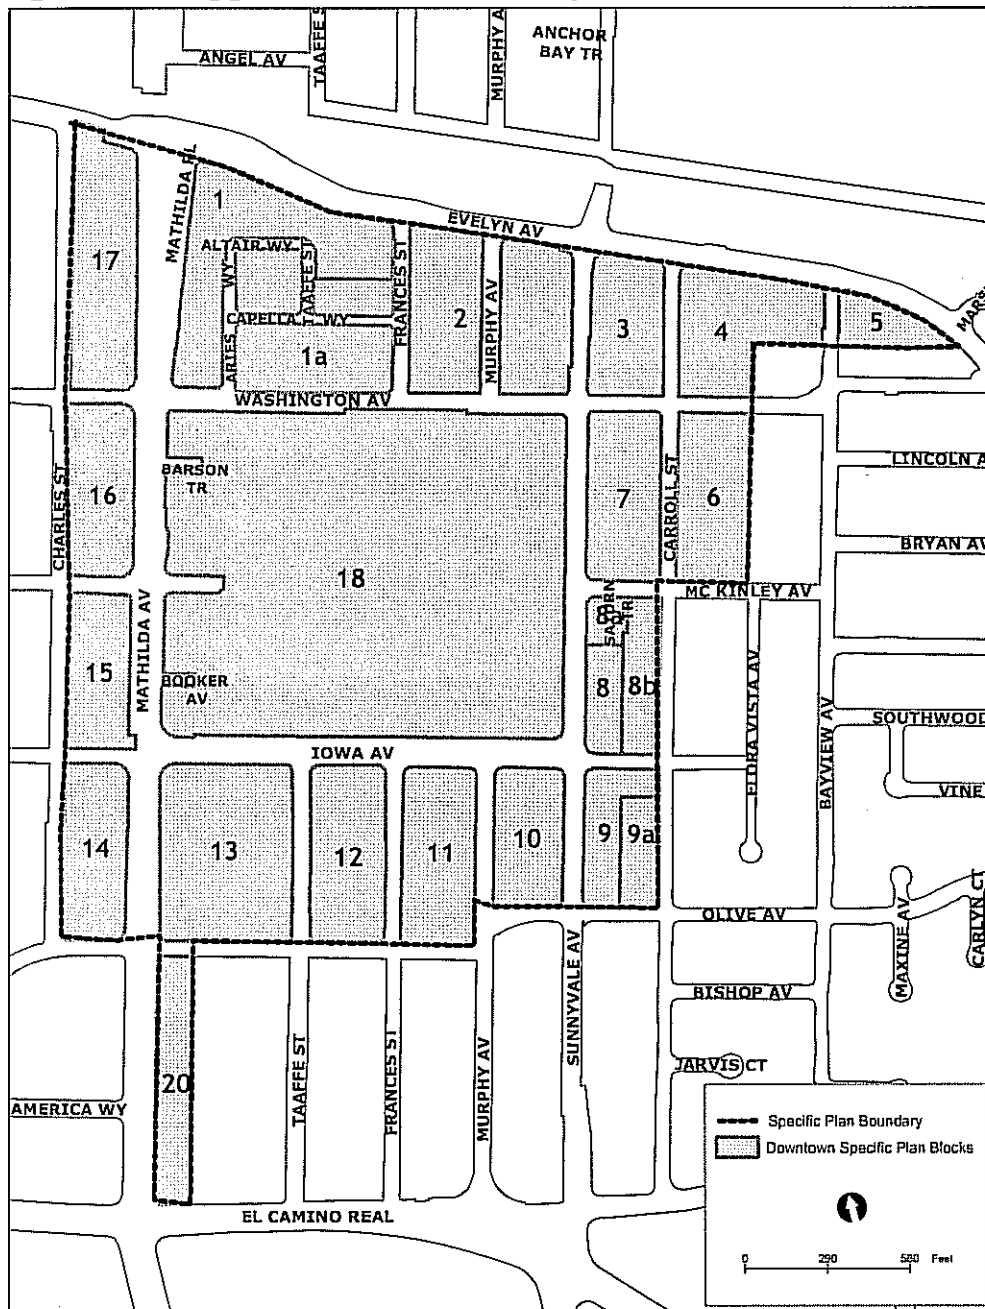 ANGEL AV
TAAFFE S
MURPHY A
ANCHOR
BAY TR
MATHILDA PL
EVELYN AV
1
ALTAIR WY
17
WY
TAAFFE ST
FRANCES ST
2
MURPHY AV
3
4
5
CAPELLA WY
ARIES
1a
WASHINGTON AV
CHARLES ST
16
BARSON
TR
18
7
CARROLL ST
6
LINCOLN A
BRYAN AV
MC KINLEY AV
8a
TR
15
MATHILDA AV
BOOKER
AV
8
8b
FLORA VISTA AV
BAYVIEW AV
SOUTHWOOD
IOWA AV
VINE
14
13
12
11
10
9
9a
OLIVE AV
MAXINE AV
CARLYN CT
BISHOP AV
SUNNYVALE AV
JARVIS CT
20
TAAFFE ST
FRANCES ST
MURPHY AV
AMERICA WY
EL CAMINO REAL
Specific Plan Boundary
Downtown Specific Plan Blocks
0 290 580 Feet